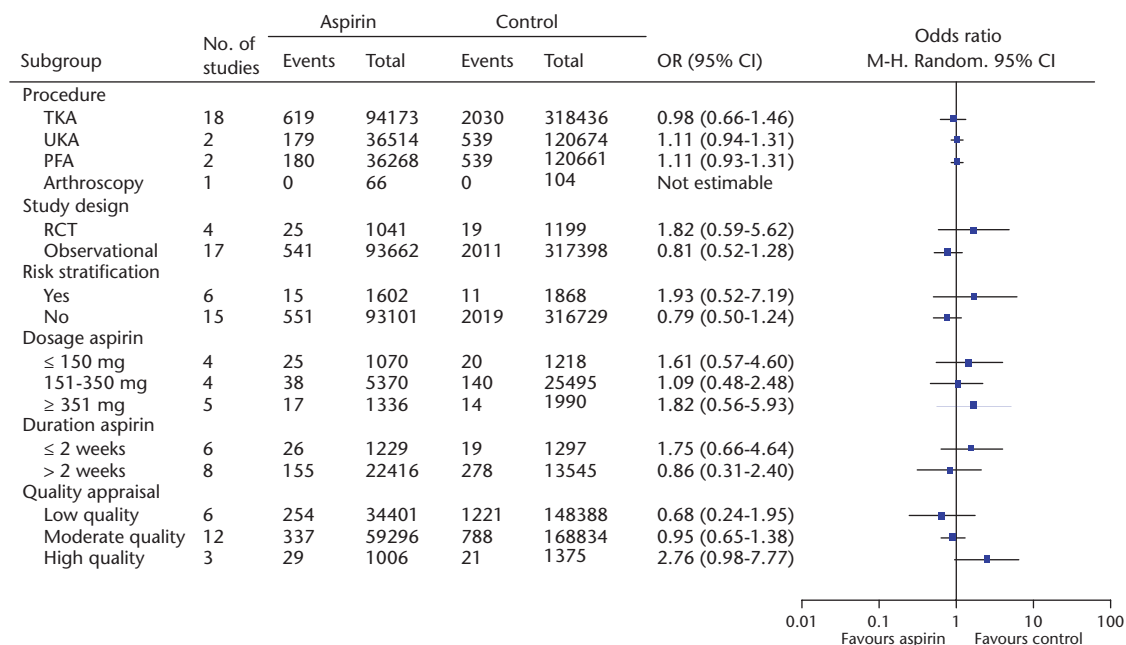 Aspirin Control
Odds ratio
No. of
Subgroup studies Events Total Events Total OR (95% CI) M-H. Random. 95% CI
Procedure
TKA 18 619 94173 2030 318436 0.98 (0.66-1.46)
UKA 2 179 36514 539 120674 1.11 (0.94-1.31)
PFA 2 180 36268 539 120661 1.11 (0.93-1.31)
Arthroscopy 1 0 66 0 104 Not estimable
Study design
RCT 4 25 1041 19 1199 1.82 (0.59-5.62)
Observational 17 541 93662 2011 317398 0.81 (0.52-1.28)
Risk stratification
Yes 6 15 1602 11 1868 1.93 (0.52-7.19)
No 15 551 93101 2019 316729 0.79 (0.50-1.24)
Dosage aspirin
≤ 150 mg 4 25 1070 20 1218 1.61 (0.57-4.60)
151-350 mg 4 38 5370 140 25495 1.09 (0.48-2.48)
≥ 351 mg 5 17 1336 14 1990 1.82 (0.56-5.93)
Duration aspirin
≤ 2 weeks 6 26 1229 19 1297 1.75 (0.66-4.64)
> 2 weeks 8 155 22416 278 13545 0.86 (0.31-2.40)
Quality appraisal
Low quality 6 254 34401 1221 148388 0.68 (0.24-1.95)
Moderate quality 12 337 59296 788 168834 0.95 (0.65-1.38)
High quality 3 29 1006 21 1375 2.76 (0.98-7.77)
0.01 0.1 1 10 100
Favours aspirin Favours control